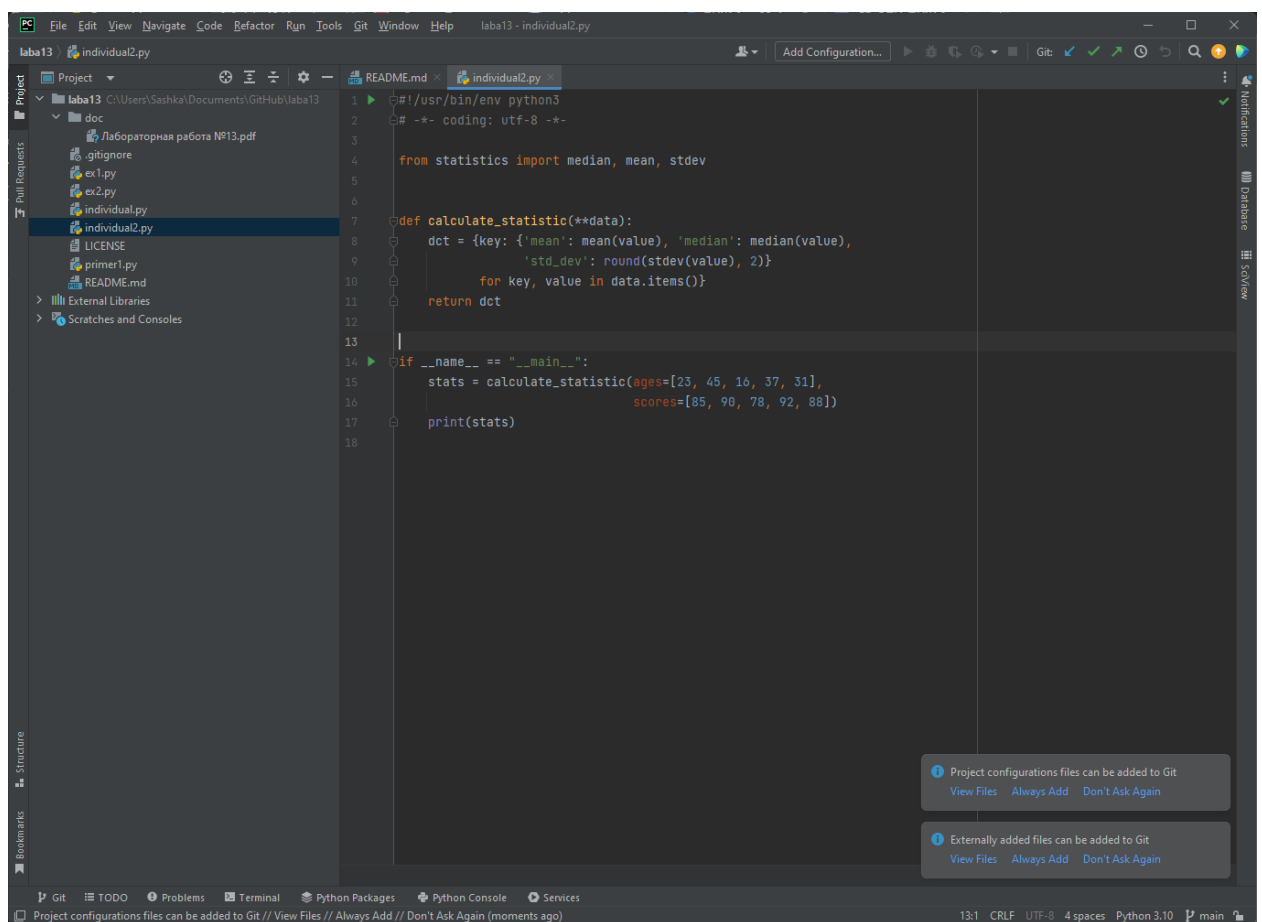 PC File Edit View Navigate Code Refactor Run Tools Git Window Help laba13 - individual2.py
laba13 individual2.py Add Configuration... Git:
Project README.md individual2.py
Project
Pull Requests
Structure
Bookmarks
laba13 C:\Users\Sashka\Documents\GitHub\laba13
doc
Лабораторная работа №13.pdf
.gitignore
ex1.py
ex2.py
individual.py
individual2.py
LICENSE
primer1.py
README.md
External Libraries
Scratches and Consoles
1 #!/usr/bin/env python3
2 # -*- coding: utf-8 -*-
3
4 from statistics import median, mean, stdev
5
6
7 def calculate_statistic(**data):
8 dct = {key: {'mean': mean(value), 'median': median(value),
9 'std_dev': round(stdev(value), 2)}
10 for key, value in data.items()}
11 return dct
12
13
14 if __name__ == "__main__":
15 stats = calculate_statistic(ages=[23, 45, 16, 37, 31],
16 scores=[85, 90, 78, 92, 88])
17 print(stats)
18
Notifications
Database
SciView
Project configurations files can be added to Git
View Files Always Add Don't Ask Again
Externally added files can be added to Git
View Files Always Add Don't Ask Again
Git TODO Problems Terminal Python Packages Python Console Services
Project configurations files can be added to Git // View Files // Always Add // Don't Ask Again (moments ago) 13:1 CRLF UTF-8 4 spaces Python 3.10 main